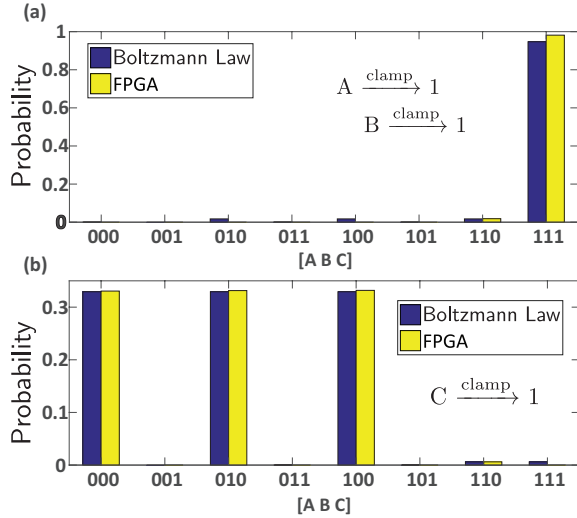 (a)
1
0.8
0.6
0.4
0.2
0
Probability
Boltzmann Law
FPGA
A clamp 1
B clamp 1
000 001 010 011 100 101 110 111
[A B C]
(b)
0.3
0.2
0.1
0
Probability
Boltzmann Law
FPGA
C clamp 1
000 001 010 011 100 101 110 111
[A B C]